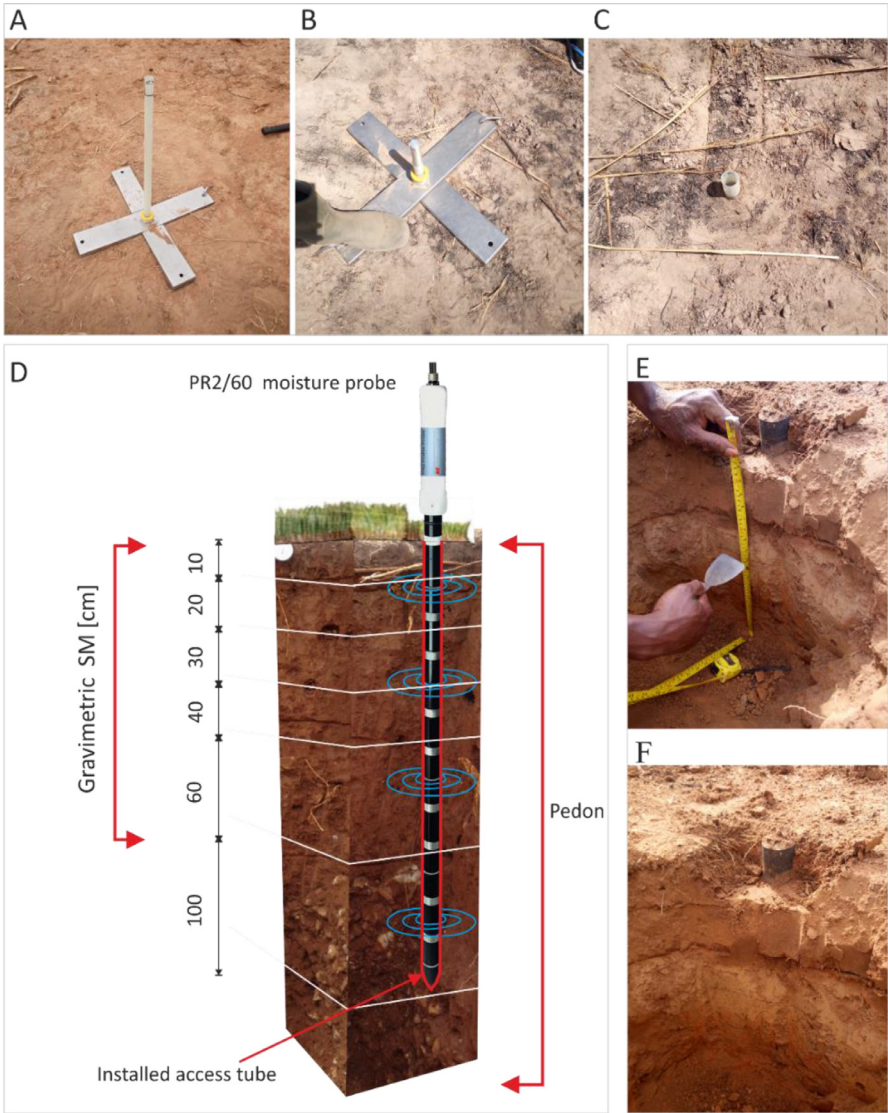 A
B
C
D
PR2/60 moisture probe
E
10
20
30
40
60
100
Gravimetric SM [cm]
Pedon
Installed access tube
F